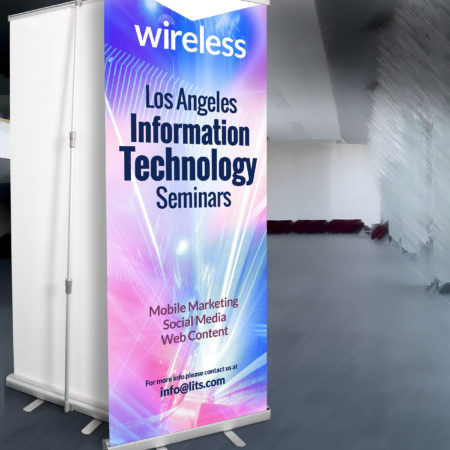 wireless
Los Angeles
Information
Technology
Seminars
Mobile Marketing
Social Media
Web Content
For more info please contact us at
info@lits.com